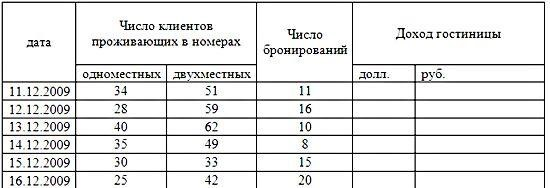 дата Число клиентов проживающих в номерах Число бронирований Доход гостиницы
одноместных двухместных долл. руб.
11.12.2009 34 51 11
12.12.2009 28 59 16
13.12.2009 40 62 10
14.12.2009 35 49 8
15.12.2009 30 33 15
16.12.2009 25 42 20